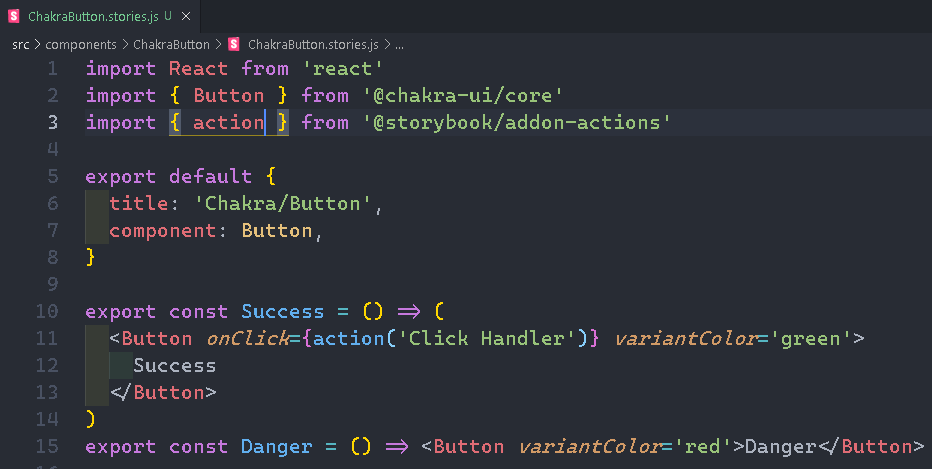 ChakraButton.stories.js U ×
src > components > ChakraButton > ChakraButton.stories.js > ...
1 import React from 'react'
2 import { Button } from '@chakra-ui/core'
3 import { action } from '@storybook/addon-actions'
4
5 export default {
6   title: 'Chakra/Button',
7   component: Button,
8 }
9
10 export const Success = () => (
11   <Button onClick={action('Click Handler')} variantColor='green'>
12     Success
13   </Button>
14 )
15 export const Danger = () => <Button variantColor='red'>Danger</Button>